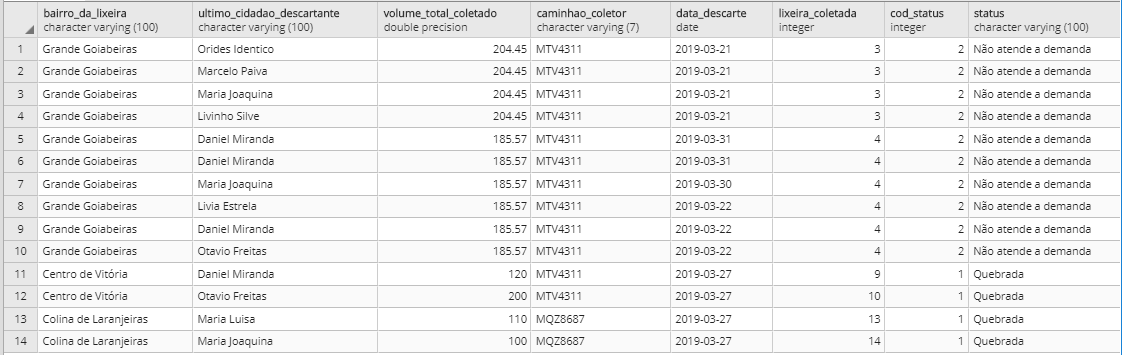 bairro_da_lixeira ultimo_cidadao_descartante volume_total_coletado caminhao_coletor data_descarte lixeira_coletada cod_status status
character varying (100) character varying (100) double precision character varying (7) date integer integer character varying (100)
1 Grande Goiabeiras Orides Identico 204.45 MTV4311 2019-03-21 3 2 Não atende a demanda
2 Grande Goiabeiras Marcelo Paiva 204.45 MTV4311 2019-03-21 3 2 Não atende a demanda
3 Grande Goiabeiras Maria Joaquina 204.45 MTV4311 2019-03-21 3 2 Não atende a demanda
4 Grande Goiabeiras Livinho Silve 204.45 MTV4311 2019-03-21 3 2 Não atende a demanda
5 Grande Goiabeiras Daniel Miranda 185.57 MTV4311 2019-03-31 4 2 Não atende a demanda
6 Grande Goiabeiras Daniel Miranda 185.57 MTV4311 2019-03-31 4 2 Não atende a demanda
7 Grande Goiabeiras Maria Joaquina 185.57 MTV4311 2019-03-30 4 2 Não atende a demanda
8 Grande Goiabeiras Livia Estrela 185.57 MTV4311 2019-03-22 4 2 Não atende a demanda
9 Grande Goiabeiras Daniel Miranda 185.57 MTV4311 2019-03-22 4 2 Não atende a demanda
10 Grande Goiabeiras Otavio Freitas 185.57 MTV4311 2019-03-22 4 2 Não atende a demanda
11 Centro de Vitória Daniel Miranda 120 MTV4311 2019-03-27 9 1 Quebrada
12 Centro de Vitória Otavio Freitas 200 MTV4311 2019-03-27 10 1 Quebrada
13 Colina de Laranjeiras Maria Luisa 110 MQZ8687 2019-03-27 13 1 Quebrada
14 Colina de Laranjeiras Maria Joaquina 100 MQZ8687 2019-03-27 14 1 Quebrada